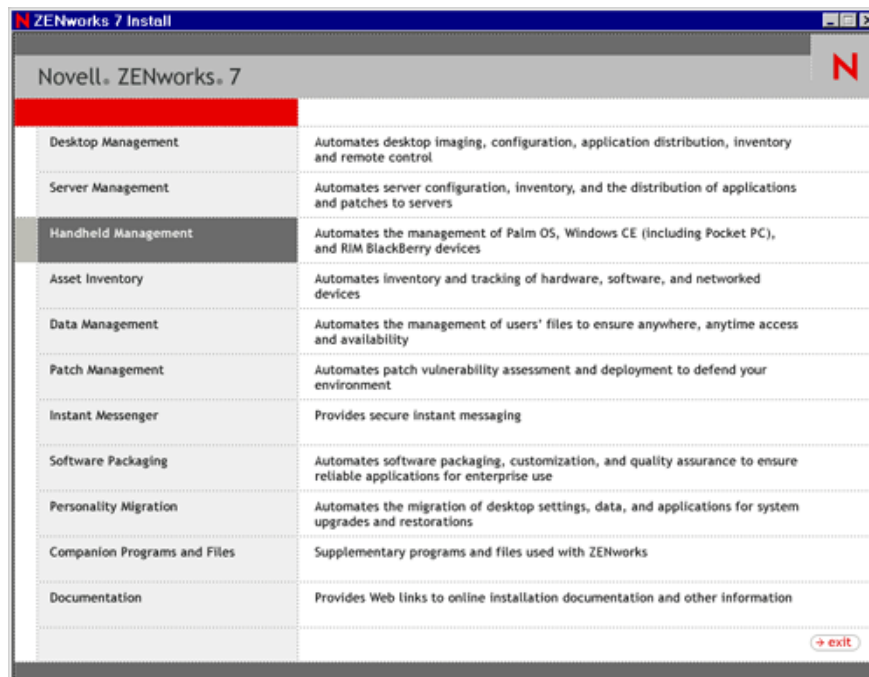 N ZENworks 7 Install
Novell. ZENworks. 7
N
Desktop Management
Automates desktop imaging, configuration, application distribution, inventory
and remote control
Server Management
Automates server configuration, inventory, and the distribution of applications
and patches to servers
Handheld Management
Automates the management of Palm OS, Windows CE (including Pocket PC),
and RIM BlackBerry devices
Asset Inventory
Automates inventory and tracking of hardware, software, and networked
devices
Data Management
Automates the management of users' files to ensure anywhere, anytime access
and availability
Patch Management
Automates patch vulnerability assessment and deployment to defend your
environment
Instant Messenger
Provides secure instant messaging
Software Packaging
Automates software packaging, customization, and quality assurance to ensure
reliable applications for enterprise use
Personality Migration
Automates the migration of desktop settings, data, and applications for system
upgrades and restorations
Companion Programs and Files
Supplementary programs and files used with ZENworks
Documentation
Provides Web links to online installation documentation and other information
→ exit